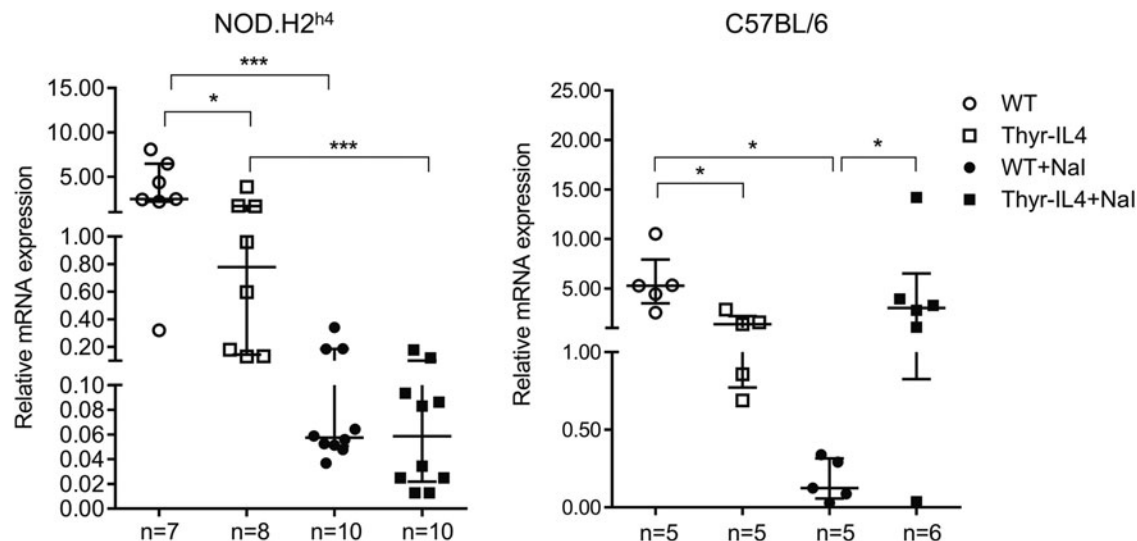 NOD.H2h4
C57BL/6
Relative mRNA expression
15.00
10.00
5.00
1.00
0.80
0.60
0.40
0.20
0.10
0.08
0.06
0.04
0.02
0.00
***
*
***
n=7 n=8 n=10 n=10
Relative mRNA expression
25.00
20.00
15.00
10.00
5.00
1.00
0.50
0.00
*
*
*
n=5 n=5 n=5 n=6
WT
Thyr-IL4
WT+NaI
Thyr-IL4+NaI